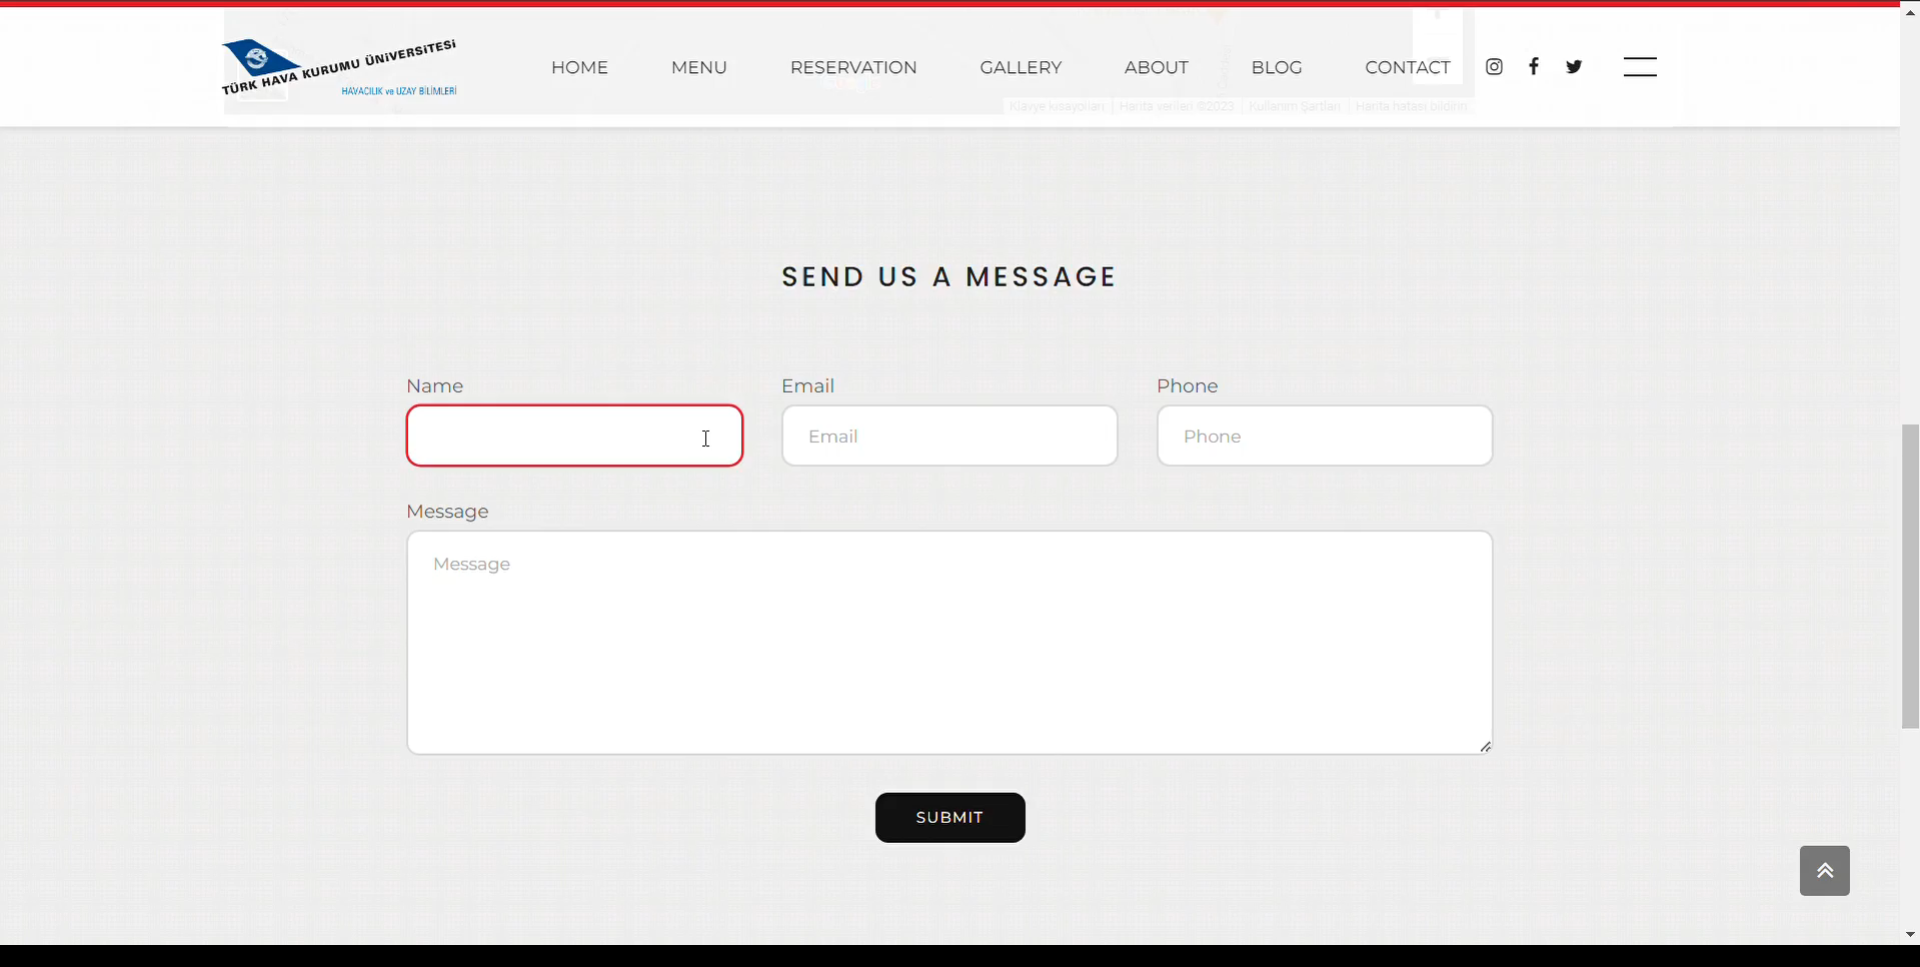 TÜRK HAVA KURUMU ÜNİVERSİTESİ
HAVACILIK ve UZAY BİLİMLERİ
HOME MENU RESERVATION GALLERY ABOUT BLOG CONTACT
Klavye kısayolları Harita verileri ©2023 Kullanım Şartları Harita hatası bildirin
SEND US A MESSAGE
Name Email Phone
Email Phone
Message
Message
SUBMIT